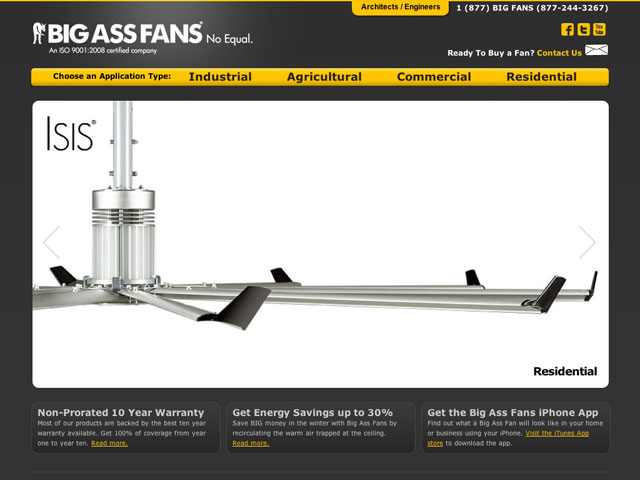 Architects / Engineers
1 (877) BIG FANS (877-244-3267)
BIG ASS FANS® No Equal.
An ISO 9001:2008 certified company
Ready To Buy a Fan? Contact Us
Choose an Application Type: Industrial Agricultural Commercial Residential
ISIS®
Residential
Non-Prorated 10 Year Warranty
Most of our products are backed by the best ten year
warranty available. Get 100% of coverage from year
one to year ten. Read more.
Get Energy Savings up to 30%
Save BIG money in the winter with Big Ass Fans by
recirculating the warm air trapped at the ceiling.
Read more.
Get the Big Ass Fans iPhone App
Find out what a Big Ass Fan will look like in your home
or business using your iPhone. Visit the iTunes App
store to download the app.